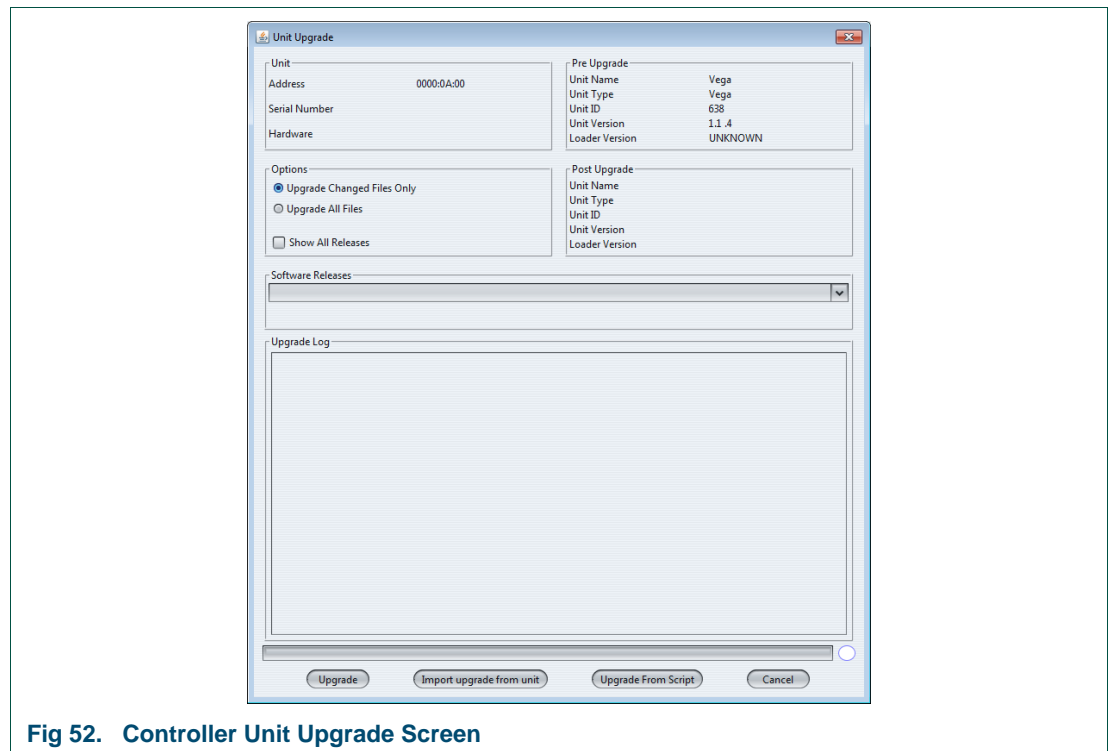 Unit Upgrade
Unit
Address 0000:0A:00
Serial Number
Hardware
Pre Upgrade
Unit Name Vega
Unit Type Vega
Unit ID 638
Unit Version 1.1 .4
Loader Version UNKNOWN
Options
Upgrade Changed Files Only
Upgrade All Files
Show All Releases
Post Upgrade
Unit Name
Unit Type
Unit ID
Unit Version
Loader Version
Software Releases
Upgrade Log
Upgrade Import upgrade from unit Upgrade From Script Cancel
Fig 52. Controller Unit Upgrade Screen